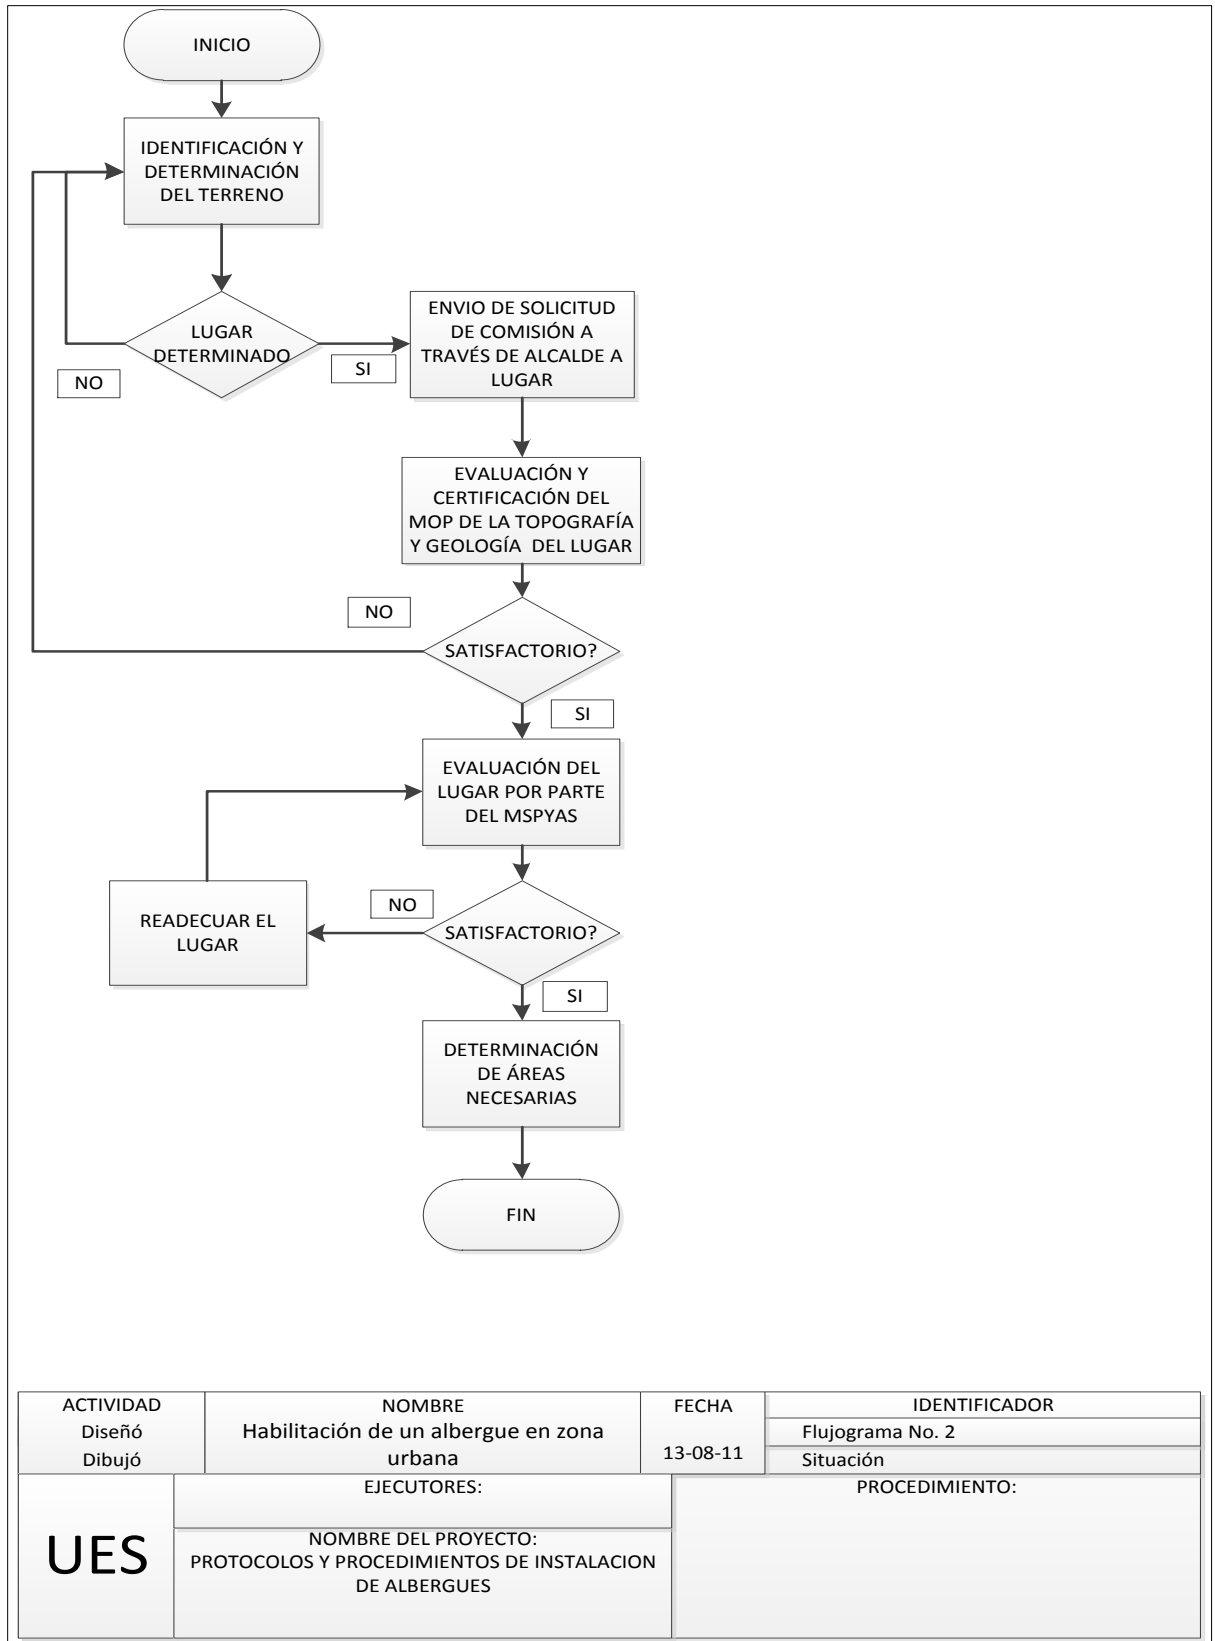 INICIO
IDENTIFICACIÓN Y
DETERMINACIÓN
DEL TERRENO
LUGAR
DETERMINADO
NO
SI
ENVIO DE SOLICITUD
DE COMISIÓN A
TRAVÉS DE ALCALDE A
LUGAR
EVALUACIÓN Y
CERTIFICACIÓN DEL
MOP DE LA TOPOGRAFÍA
Y GEOLOGÍA DEL LUGAR
NO
SATISFACTORIO?
SI
EVALUACIÓN DEL
LUGAR POR PARTE
DEL MSPYAS
READECUAR EL
LUGAR
NO
SATISFACTORIO?
SI
DETERMINACIÓN
DE ÁREAS
NECESARIAS
FIN
ACTIVIDAD
Diseñó
Dibujó
NOMBRE
Habilitación de un albergue en zona
urbana
FECHA
13-08-11
IDENTIFICADOR
Flujograma No. 2
Situación
UES
EJECUTORES:
NOMBRE DEL PROYECTO:
PROTOCOLOS Y PROCEDIMIENTOS DE INSTALACION
DE ALBERGUES
PROCEDIMIENTO: